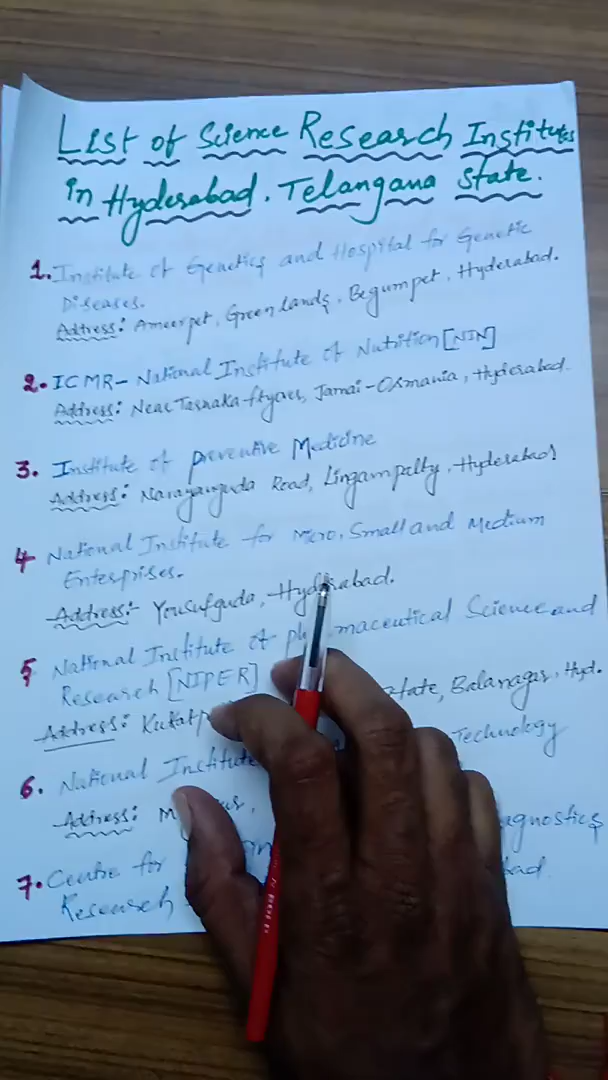 List of Science Research Institutes
in Hyderabad. Telangana State.
1. Institute of Genetics and Hospital for Genetic
Diseases.
Address: Ameerpet, Greenlands, Begumpet, Hyderabad.
2. ICMR- National Institute of Nutrition [NIN]
Address: Near Tarnaka-flyover, Jamai-Osmania, Hyderabad.
3. Institute of preventive Medicine
Address: Narayanguda Road, Lingampally, Hyderabad
4 National Institute for Micro, Small and Medium
Enterprises.
Address:- Yousufguda, Hyderabad.
5 National Institute of Science and
Research [NIPER]
Address: Balanagar, Hyd.
6. National Institute Technology
Address:
7. Centre for
Research